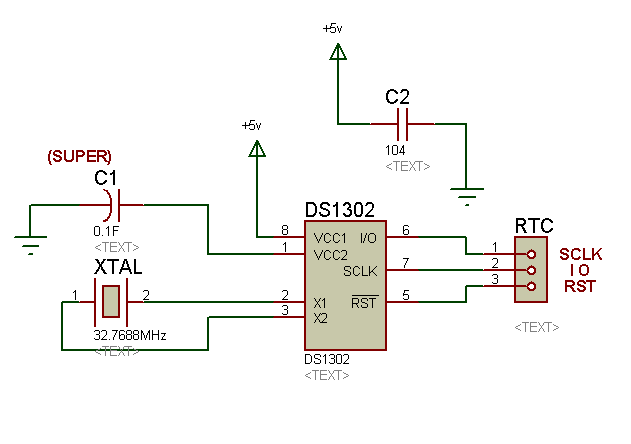 +5v
C2
104
<TEXT>
+5v
(SUPER)
C1
0.1F
<TEXT>
DS1302
8 VCC1 I/O 6
1 VCC2
SCLK 7
2 X1 RST 5
3 X2
DS1302
<TEXT>
XTAL
1 2
32.7688MHz
<TEXT>
RTC
1 SCLK
2 I O
3 RST
<TEXT>